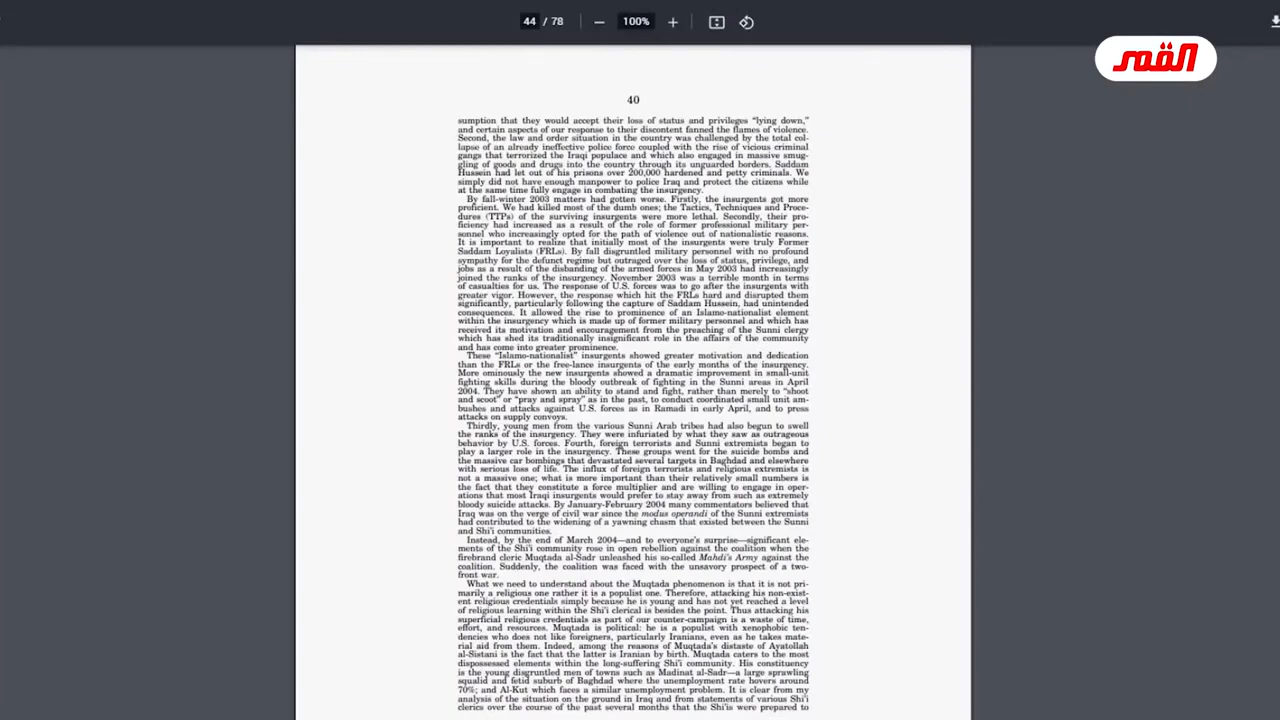 44 / 78
100%
القمر
40
sumption that they would accept their loss of status and privileges “lying down,”
and certain aspects of our response to their discontent fanned the flames of violence.
Second, the law and order situation in the country was challenged by the total col-
lapse of an already ineffective police force coupled with the rise of vicious criminal
gangs that terrorized the Iraqi populace and which also engaged in massive smug-
gling of goods and drugs into the country through its unguarded borders. Saddam
Hussein had let out of his prisons over 200,000 hardened and petty criminals. We
simply did not have enough manpower to police Iraq and protect the citizens while
at the same time fully engage in combating the insurgency.
By fall-winter 2003 matters had gotten worse. Firstly, the insurgents got more
proficient. We had killed most of the dumb ones; the Tactics, Techniques and Proce-
dures (TTPs) of the surviving insurgents were more lethal. Secondly, their pro-
ficiency had increased as a result of the role of former professional military per-
sonnel who increasingly opted for the path of violence out of nationalistic reasons.
It is important to realize that initially most of the insurgents were truly Former
Saddam Loyalists (FRLs). By fall disgruntled military personnel with no profound
sympathy for the defunct regime but outraged over the loss of status, privilege, and
jobs as a result of the disbanding of the armed forces in May 2003 had increasingly
joined the ranks of the insurgency. November 2003 was a terrible month in terms
of casualties for us. The response of U.S. forces was to go after the insurgents with
greater vigor. However, the response which hit the FRLs hard and disrupted them
significantly, particularly following the capture of Saddam Hussein, had unintended
consequences. It allowed the rise to prominence of an Islamo-nationalist element
within the insurgency which is made up of former military personnel and which has
received its motivation and encouragement from the preaching of the Sunni clergy
which has shed its traditionally insignificant role in the affairs of the community
and has come into greater prominence.
These “Islamo-nationalist” insurgents showed greater motivation and dedication
than the FRLs or the free-lance insurgents of the early months of the insurgency.
More ominously the new insurgents showed a dramatic improvement in small-unit
fighting skills during the bloody outbreak of fighting in the Sunni areas in April
2004. They have shown an ability to stand and fight, rather than merely to “shoot
and scoot” or “pray and spray” as in the past, to conduct coordinated small unit am-
bushes and attacks against U.S. forces as in Ramadi in early April, and to press
attacks on supply convoys.
Thirdly, young men from the various Sunni Arab tribes had also begun to swell
the ranks of the insurgency. They were infuriated by what they saw as outrageous
behavior by U.S. forces. Fourth, foreign terrorists and Sunni extremists began to
play a larger role in the insurgency. These groups went for the suicide bombs and
the massive car bombings that devastated several targets in Baghdad and elsewhere
with serious loss of life. The influx of foreign terrorists and religious extremists is
not a massive one; what is more important than their relatively small numbers is
the fact that they constitute a force multiplier and are willing to engage in oper-
ations that most Iraqi insurgents would prefer to stay away from such as extremely
bloody suicide attacks. By January-February 2004 many commentators believed that
Iraq was on the verge of civil war since the modus operandi of the Sunni extremists
had contributed to the widening of a yawning chasm that existed between the Sunni
and Shi’i communities.
Instead, by the end of March 2004—and to everyone’s surprise—significant ele-
ments of the Shi’i community rose in open rebellion against the coalition when the
firebrand cleric Muqtada al-Sadr unleashed his so-called Mahdi’s Army against the
coalition. Suddenly, the coalition was faced with the unsavory prospect of a two-
front war.
What we need to understand about the Muqtada phenomenon is that it is not pri-
marily a religious one rather it is a populist one. Therefore, attacking his non-exist-
ent religious credentials simply because he is young and has not yet reached a level
of religious learning within the Shi’i clerical is besides the point. Thus attacking his
superficial religious credentials as part of our counter-campaign is a waste of time,
effort, and resources. Muqtada is political: he is a populist with xenophobic ten-
dencies who does not like foreigners, particularly Iranians, even as he takes mate-
rial aid from them. Indeed, among the reasons of Muqtada’s distaste of Ayatollah
al-Sistani is the fact that the latter is Iranian by birth. Muqtada caters to the most
dispossessed elements within the long-suffering Shi’i community. His constituency
is the young disgruntled men of towns such as Madinat al-Sadr—a large sprawling
squalid and fetid suburb of Baghdad where the unemployment rate hovers around
70%; and Al-Kut which faces a similar unemployment problem. It is clear from my
analysis of the situation on the ground in Iraq and from statements of various Shi’i
clerics over the course of the past several months that the Shi’is were prepared to